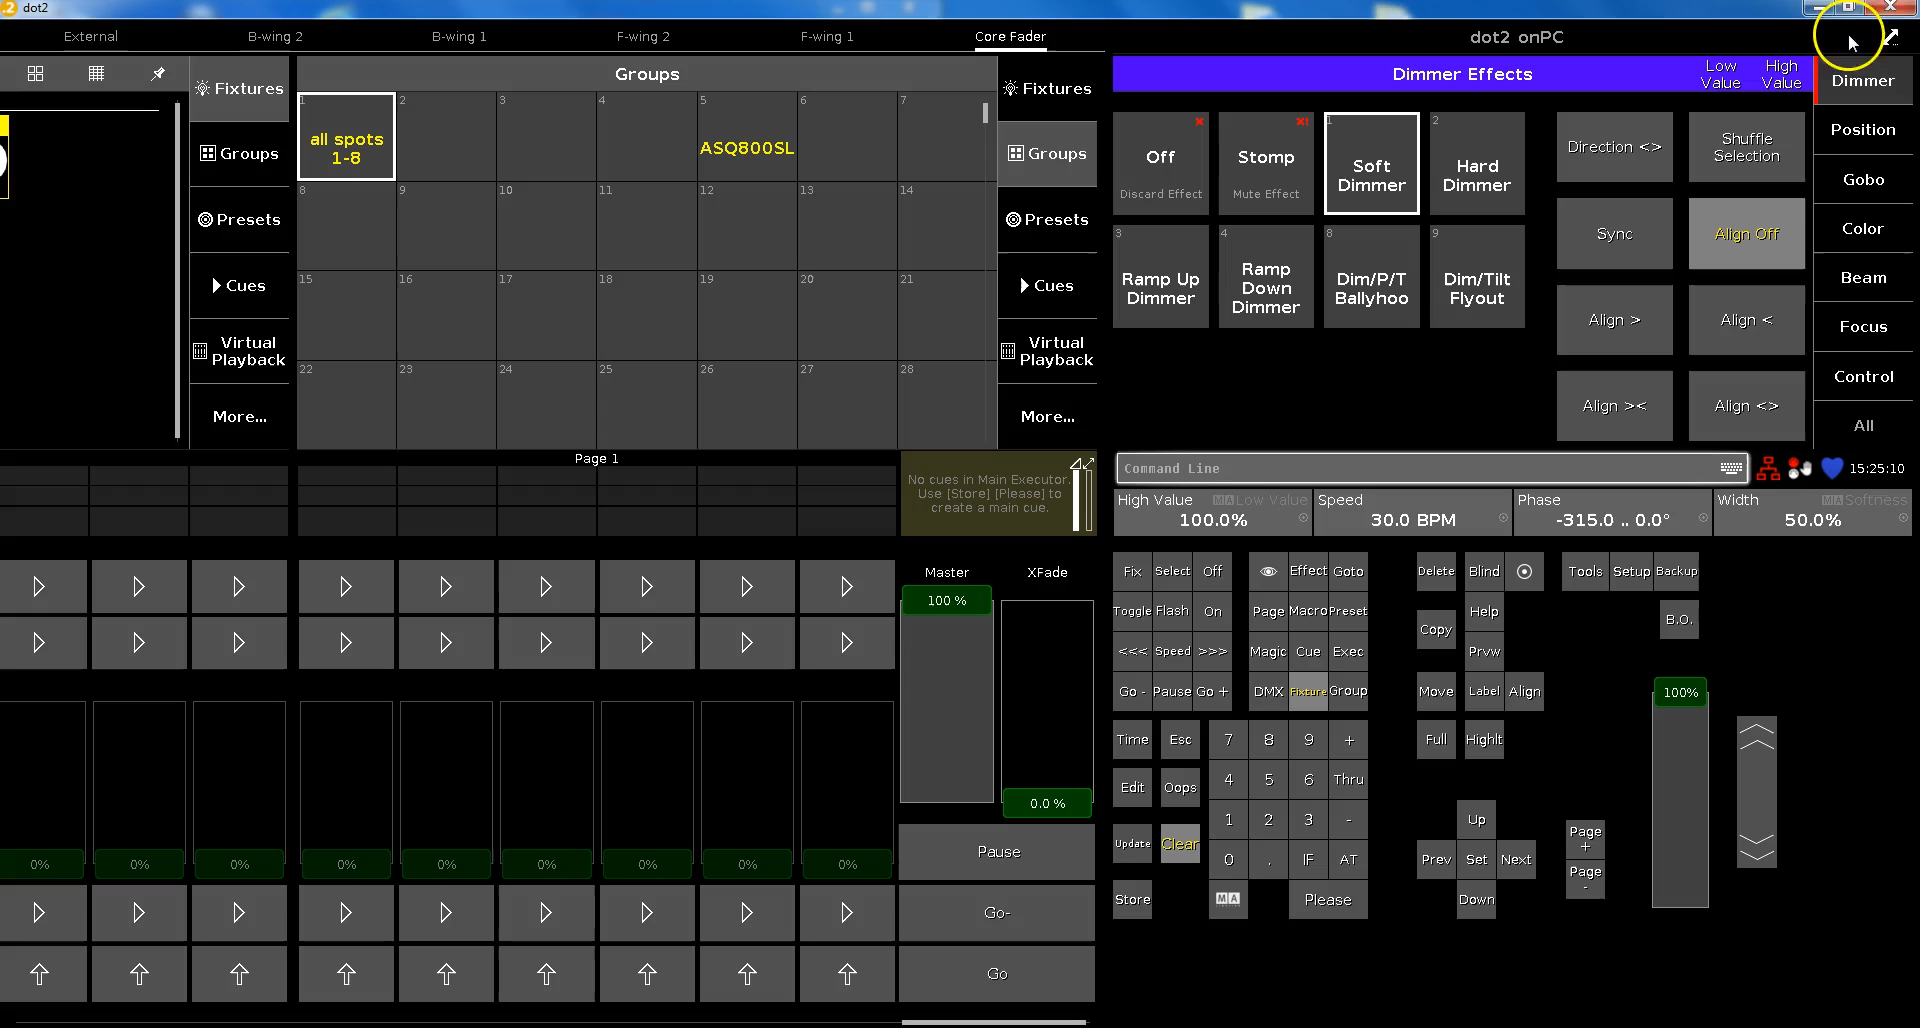 .2 dot2
External
B-wing 2
B-wing 1
F-wing 2
F-wing 1
Core Fader
dot2 onPC
Fixtures
Groups
Presets
Cues
Virtual
Playback
More...
Groups
1
2
3
4
5
6
7
all spots
1-8
ASQ800SL
8
9
10
11
12
13
14
15
16
17
18
19
20
21
22
23
24
25
26
27
28
Fixtures
Groups
Presets
Cues
Virtual
Playback
More...
Dimmer Effects
Low
Value
High
Value
Off
Discard Effect
Stomp
Mute Effect
1
Soft
Dimmer
2
Hard
Dimmer
3
Ramp Up
Dimmer
4
Ramp
Down
Dimmer
8
Dim/P/T
Ballyhoo
9
Dim/Tilt
Flyout
Direction <>
Shuffle
Selection
Sync
Align Off
Align >
Align <
Align ><
Align <>
Dimmer
Position
Gobo
Color
Beam
Focus
Control
All
Page 1
No cues in Main Executor.
Use [Store] [Please] to
create a main cue.
Command Line
15:25:10
High Value
MA Low Value
100.0%
Speed
30.0 BPM
Phase
-315.0 .. 0.0°
Width
MA Softness
50.0%
Master
XFade
100 %
0.0 %
0%
0%
0%
0%
0%
0%
0%
0%
0%
Pause
Go-
Go
Fix
Select
Off
Effect
Goto
Delete
Blind
Tools
Setup
Backup
Toggle
Flash
On
Page
Macro
Preset
Copy
Help
B.O.
<<<
Speed
>>>
Magic
Cue
Exec
Prvw
Go -
Pause
Go +
DMX
Fixture
Group
Move
Label
Align
100%
Time
Esc
7
8
9
+
Full
Highlt
Edit
Oops
4
5
6
Thru
Update
Clear
1
2
3
-
Up
Page
+
0
.
IF
AT
Prev
Set
Next
Page
-
Store
MA
Please
Down